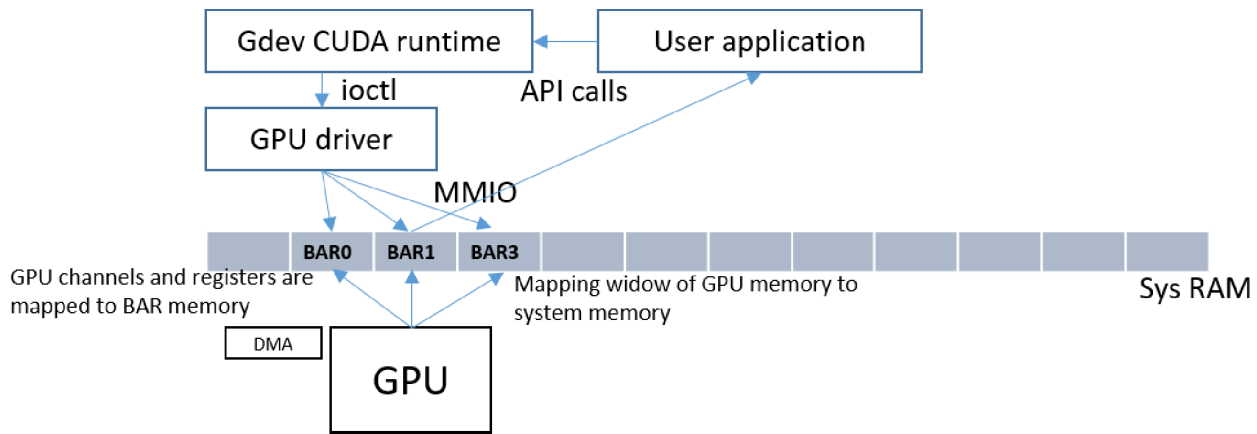 Gdev CUDA runtime
User application
ioctl
API calls
GPU driver
MMIO
BAR0
BAR1
BAR3
GPU channels and registers are
mapped to BAR memory
Mapping widow of GPU memory to
system memory
Sys RAM
DMA
GPU